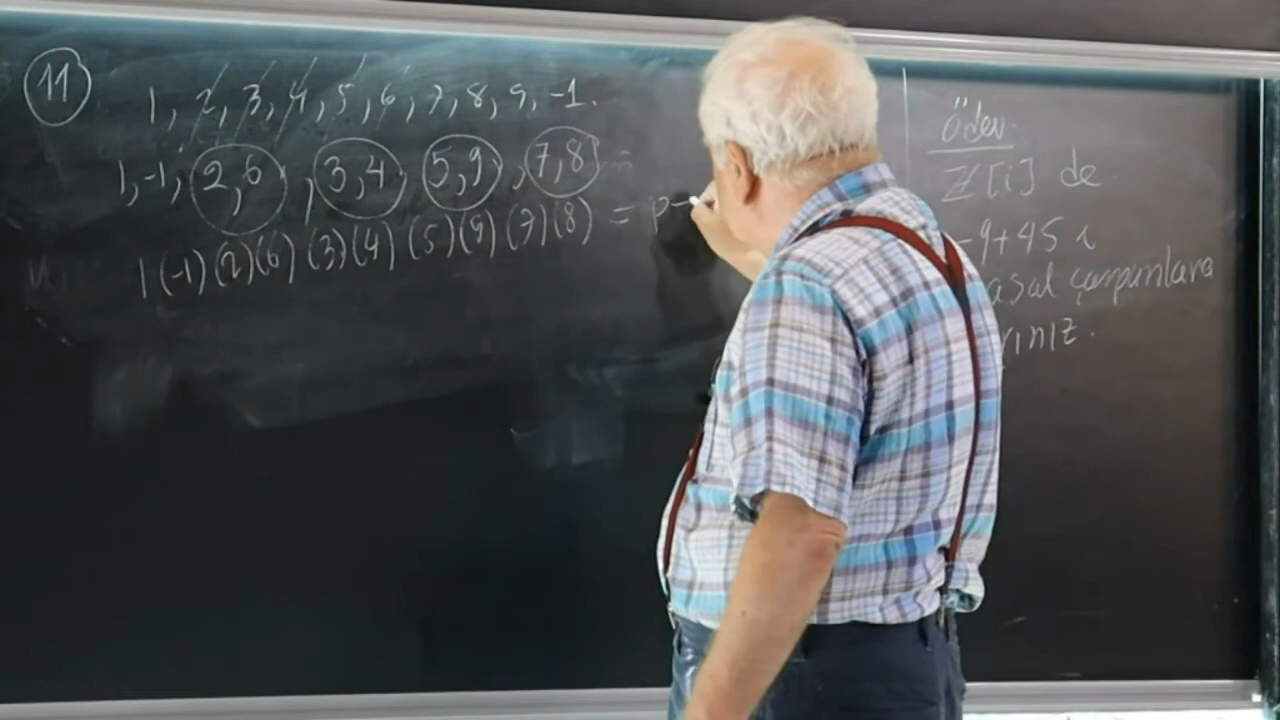 11
1, 2, 3, 4, 5, 6, 7, 8, 9, -1.
1, -1, 2,6, 3,4, 5,9, 7,8
1(-1)(2)(6)(3)(4)(5)(9)(7)(8) = p-
Ödev.
ℤ[i] de
-9+45i
asal çarpanlara